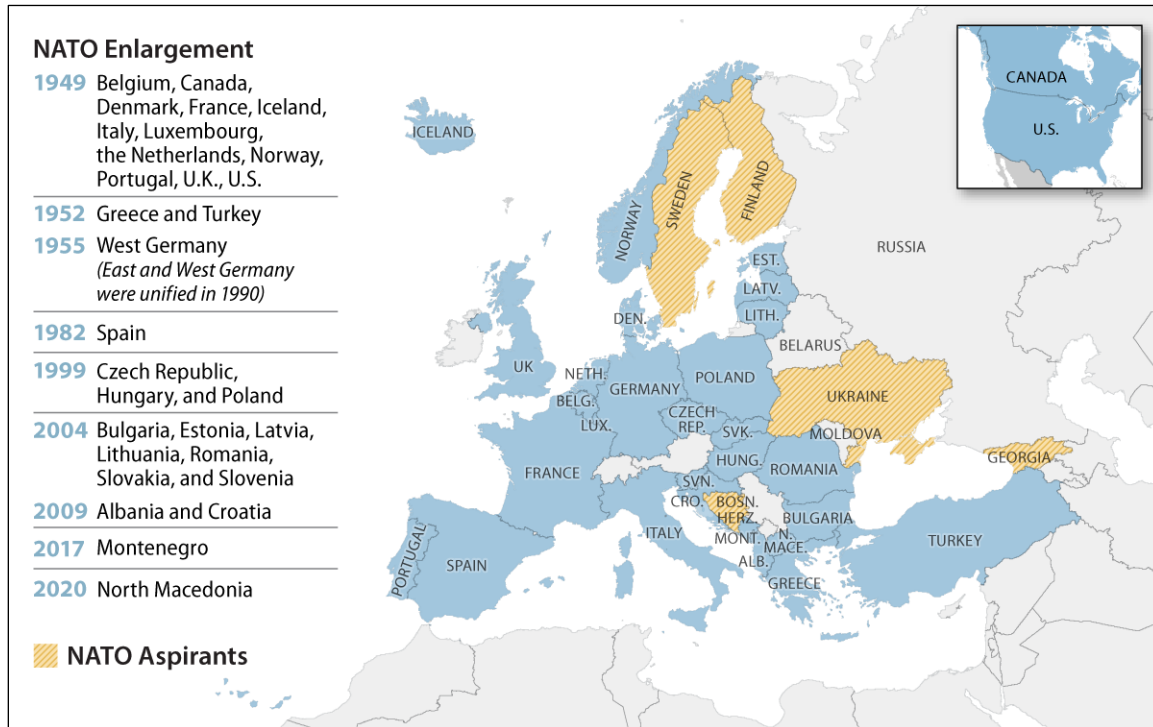 NATO Enlargement
1949 Belgium, Canada,
Denmark, France, Iceland,
Italy, Luxembourg,
the Netherlands, Norway,
Portugal, U.K., U.S.
1952 Greece and Turkey
1955 West Germany
(East and West Germany
were unified in 1990)
1982 Spain
1999 Czech Republic,
Hungary, and Poland
2004 Bulgaria, Estonia, Latvia,
Lithuania, Romania,
Slovakia, and Slovenia
2009 Albania and Croatia
2017 Montenegro
2020 North Macedonia
NATO Aspirants
CANADA
U.S.
ICELAND
NORWAY
SWEDEN
FINLAND
RUSSIA
EST.
LATV.
LITH.
DEN.
BELARUS
UK
NETH.
BELG.
LUX.
GERMANY
POLAND
UKRAINE
CZECH
REP.
SVK.
MOLDOVA
FRANCE
HUNG.
ROMANIA
GEORGIA
SVN.
CRO.
BOSN.
HERZ.
ITALY
MONT.
N.
MACE.
BULGARIA
ALB.
GREECE
TURKEY
PORTUGAL
SPAIN